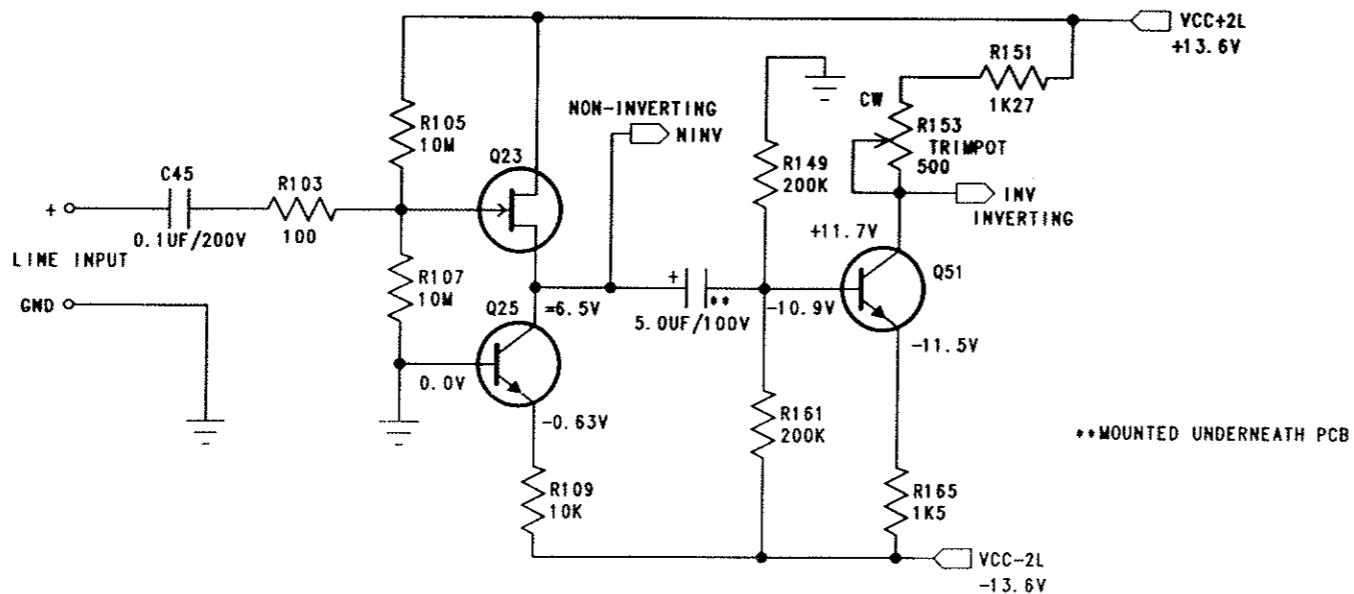 VCC+2L
+13.6V
R151
1K27
CW
R153
TRIMPOT
500
NON-INVERTING
NINV
R105
10M
Q23
R149
200K
INV
INVERTING
C45
0.1UF/200V
R103
100
+
LINE INPUT
GND
+11.7V
Q51
R107
10M
Q25
=6.5V
+
**
5.0UF/100V
-10.9V
-11.5V
0.0V
-0.63V
R161
200K
**MOUNTED UNDERNEATH PCB
R109
10K
R165
1K5
VCC-2L
-13.6V